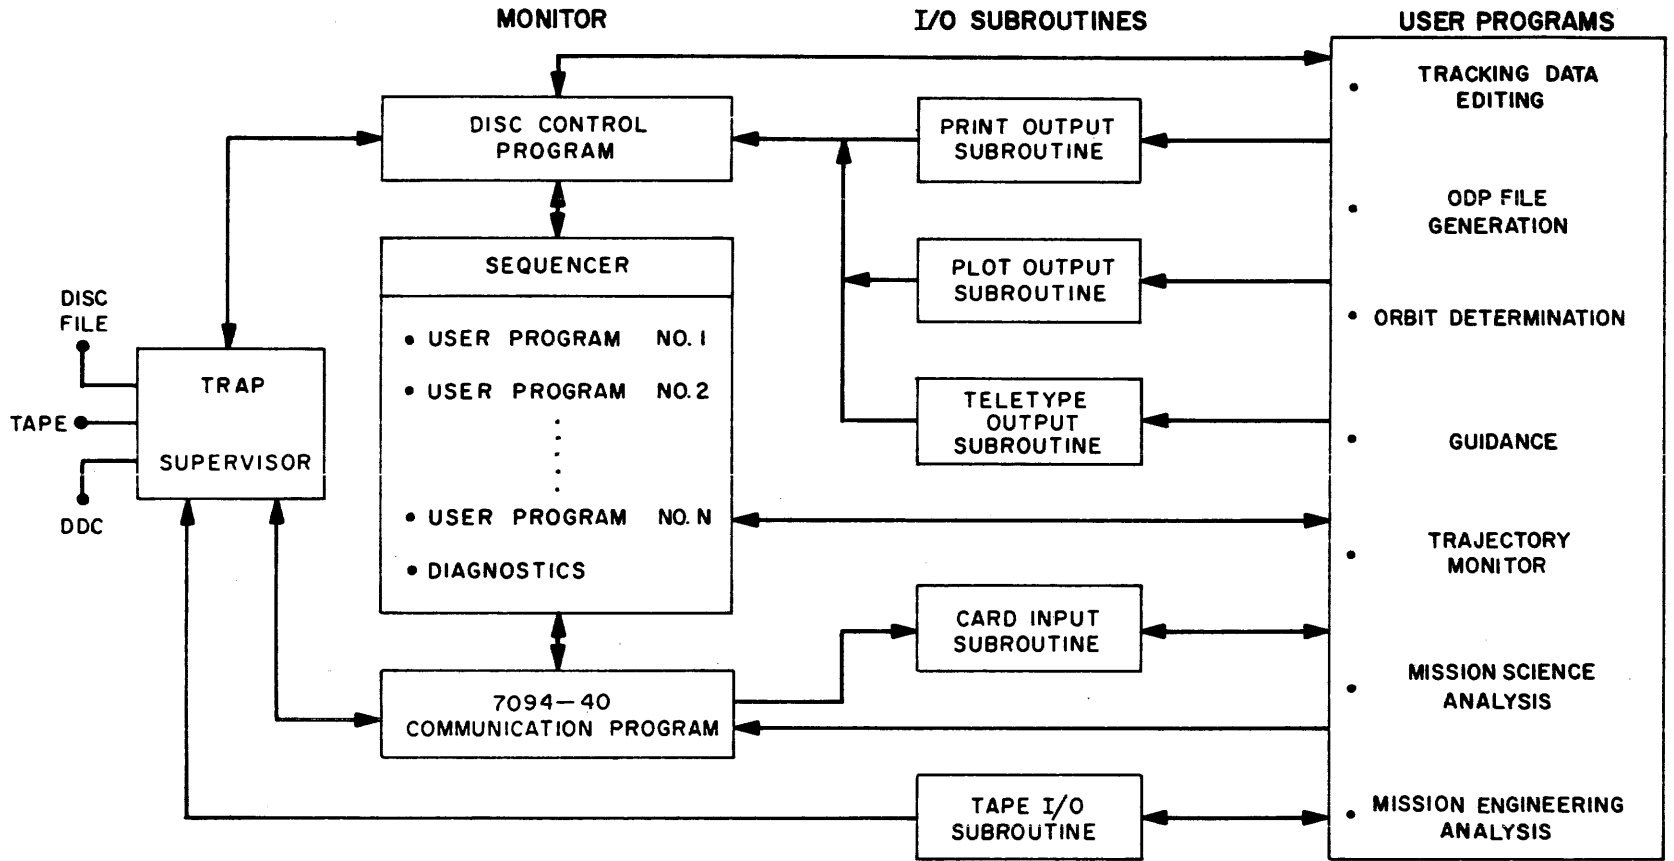 MONITOR
I/O SUBROUTINES
USER PROGRAMS
DISC CONTROL
PROGRAM
SEQUENCER
• USER PROGRAM NO. 1
• USER PROGRAM NO. 2
• USER PROGRAM NO. N
• DIAGNOSTICS
7094-40
COMMUNICATION PROGRAM
DISC
FILE
TAPE
DDC
TRAP
SUPERVISOR
PRINT OUTPUT
SUBROUTINE
PLOT OUTPUT
SUBROUTINE
TELETYPE
OUTPUT
SUBROUTINE
CARD INPUT
SUBROUTINE
TAPE I/O
SUBROUTINE
• TRACKING DATA
EDITING
• ODP FILE
GENERATION
• ORBIT DETERMINATION
• GUIDANCE
• TRAJECTORY
MONITOR
• MISSION SCIENCE
ANALYSIS
• MISSION ENGINEERING
ANALYSIS